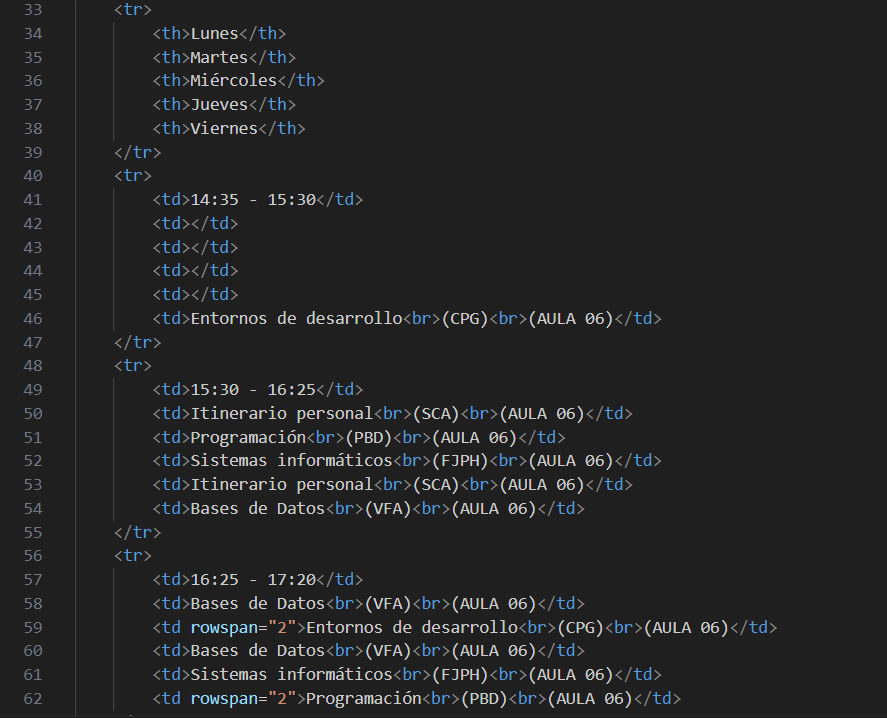 33 <tr>
34 <th>Lunes</th>
35 <th>Martes</th>
36 <th>Miércoles</th>
37 <th>Jueves</th>
38 <th>Viernes</th>
39 </tr>
40 <tr>
41 <td>14:35 - 15:30</td>
42 <td></td>
43 <td></td>
44 <td></td>
45 <td></td>
46 <td>Entornos de desarrollo<br>(CPG)<br>(AULA 06)</td>
47 </tr>
48 <tr>
49 <td>15:30 - 16:25</td>
50 <td>Itinerario personal<br>(SCA)<br>(AULA 06)</td>
51 <td>Programación<br>(PBD)<br>(AULA 06)</td>
52 <td>Sistemas informáticos<br>(FJPH)<br>(AULA 06)</td>
53 <td>Itinerario personal<br>(SCA)<br>(AULA 06)</td>
54 <td>Bases de Datos<br>(VFA)<br>(AULA 06)</td>
55 </tr>
56 <tr>
57 <td>16:25 - 17:20</td>
58 <td>Bases de Datos<br>(VFA)<br>(AULA 06)</td>
59 <td rowspan="2">Entornos de desarrollo<br>(CPG)<br>(AULA 06)</td>
60 <td>Bases de Datos<br>(VFA)<br>(AULA 06)</td>
61 <td>Sistemas informáticos<br>(FJPH)<br>(AULA 06)</td>
62 <td rowspan="2">Programación<br>(PBD)<br>(AULA 06)</td>